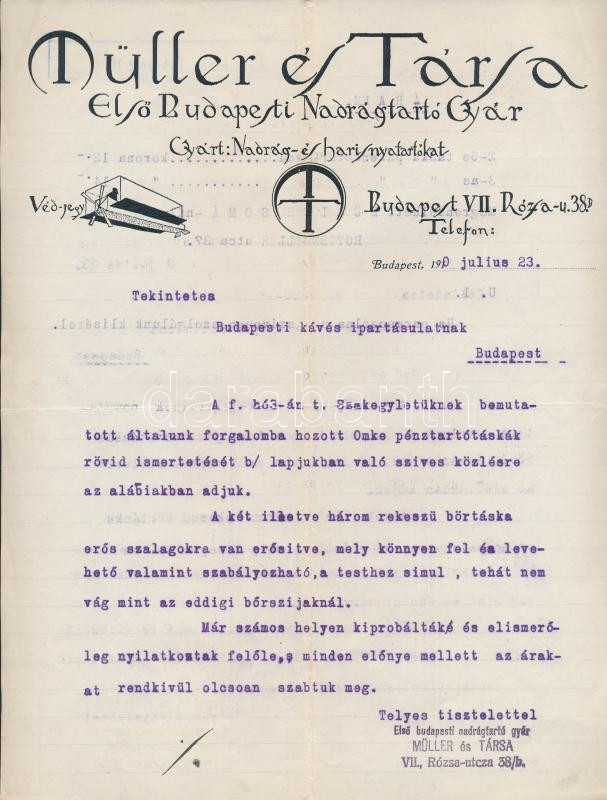 Müller és Társa
Első Budapesti Nadrágtartó Gyár
Gyárt: Nadrág- és harisnyatartókat
Véd-jegy
Budapest VII. Rózsa-u. 38.B
Telefon:
Budapest, 190 julius 23.
Tekintetes
Budapesti kávés ipartásulatnak
Budapest
A f. hó3-án t. Szakegyletüknek bemuta-
tott általunk forgalomba hozott Omke pénztartótáskák
rövid ismertetését b/ lapjukban való szives közlésre
az alábiakban adjuk.
A két illetve három rekeszü börtáska
erős szalagokra van erősitve, mely könnyen fel és leve-
hető valamint szabályozható,a testhez simul , tehát nem
vág mint az eddigi bőrszijaknál.
Már számos helyen kiprobálták és elismerő-
leg nyilatkoztak felőle,s minden előnye mellett az árak-
at rendkivül olcsoan szabtuk meg.
Telyes tisztelettel
Első budapesti nadrágtartó gyár
MÜLLER és TÁRSA
VII, Rózsa-utcza 38/b.
darabanth